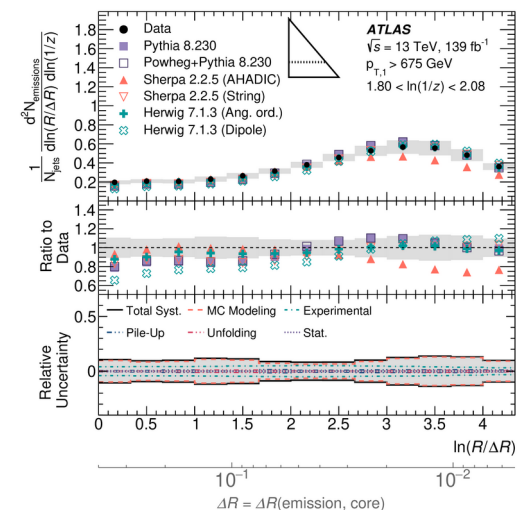 1.8
1.6
1.4
1.2
1
0.8
0.6
0.4
0.2
1/N_jets d²N_emissions / dln(R/ΔR) dln(1/z)
Data
Pythia 8.230
Powheg+Pythia 8.230
Sherpa 2.2.5 (AHADIC)
Sherpa 2.2.5 (String)
Herwig 7.1.3 (Ang. ord.)
Herwig 7.1.3 (Dipole)
ATLAS
√s = 13 TeV, 139 fb⁻¹
p_T,1 > 675 GeV
1.80 < ln(1/z) < 2.08
Ratio to
Data
1.4
1.2
1.0
0.8
0.6
Relative
Uncertainty
0.5
0
Total Syst. MC Modeling Experimental
Pile-Up Unfolding Stat.
0 0.5 1 1.5 2 2.5 3 3.5 4
ln(R/ΔR)
10⁻¹ 10⁻²
ΔR = ΔR(emission, core)